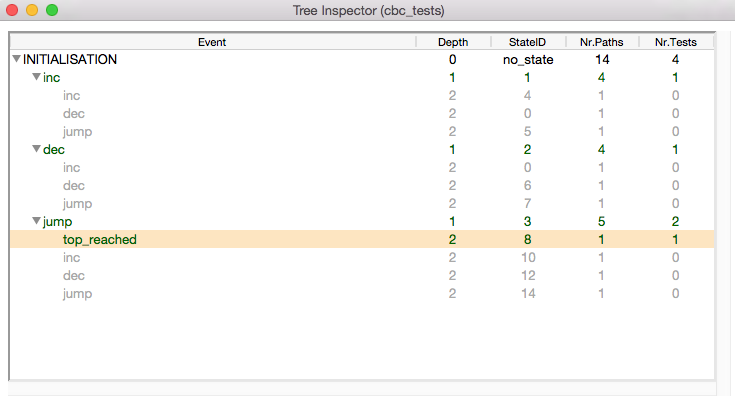 Tree Inspector (cbc_tests)
Event Depth StateID Nr.Paths Nr.Tests
INITIALISATION 0 no_state 14 4
inc 1 1 4 1
inc 2 4 1 0
dec 2 0 1 0
jump 2 5 1 0
dec 1 2 4 1
inc 2 0 1 0
dec 2 6 1 0
jump 2 7 1 0
jump 1 3 5 2
top_reached 2 8 1 1
inc 2 10 1 0
dec 2 12 1 0
jump 2 14 1 0